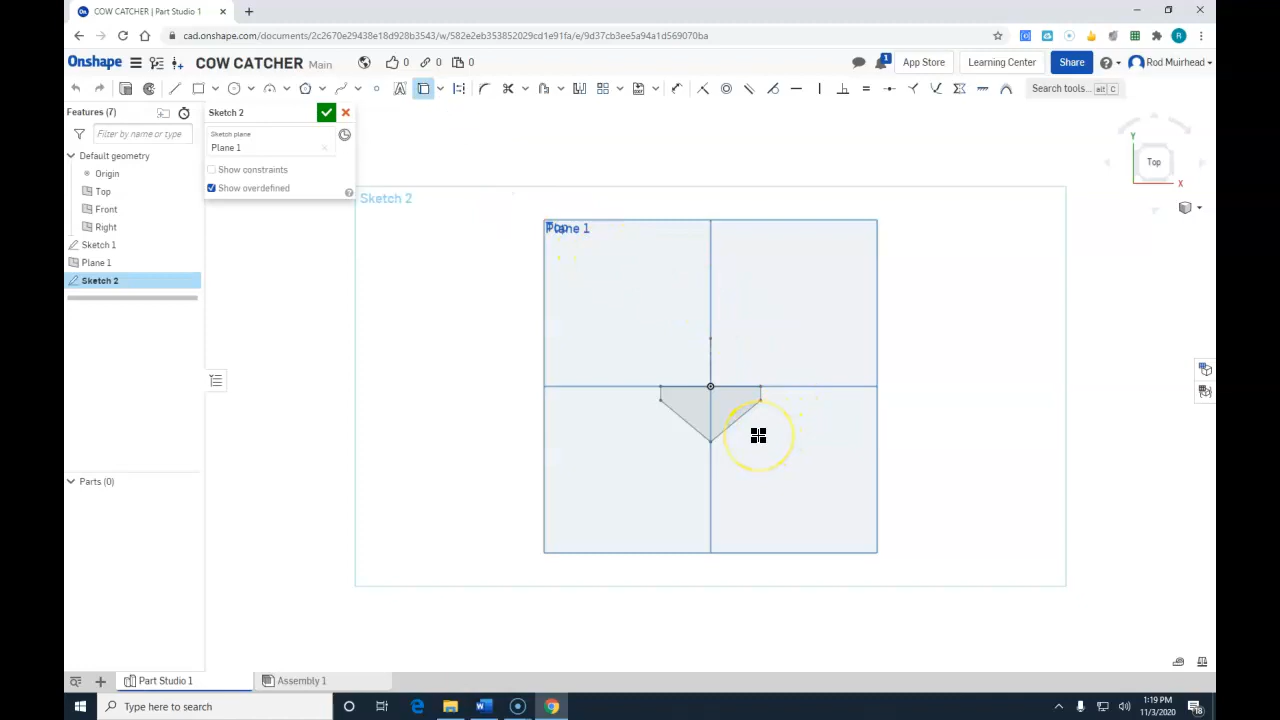 COW CATCHER | Part Studio 1
cad.onshape.com/documents/2c2670e29438e18d928b3543/w/582e2eb353852029cd1e91fa/e/9d37cb3ee5a94a1d569070ba
Onshape
COW CATCHER Main
0
0
0
1
App Store
Learning Center
Share
Rod Muirhead
Search tools...
alt C
Features (7)
Filter by name or type
Default geometry
Origin
Top
Front
Right
Sketch 1
Plane 1
Sketch 2
Sketch 2
Sketch plane
Plane 1
Show constraints
Show overdefined
Sketch 2
Top
Plane 1
Y
Top
X
Parts (0)
Part Studio 1
Assembly 1
Type here to search
1:19 PM
11/3/2020
18